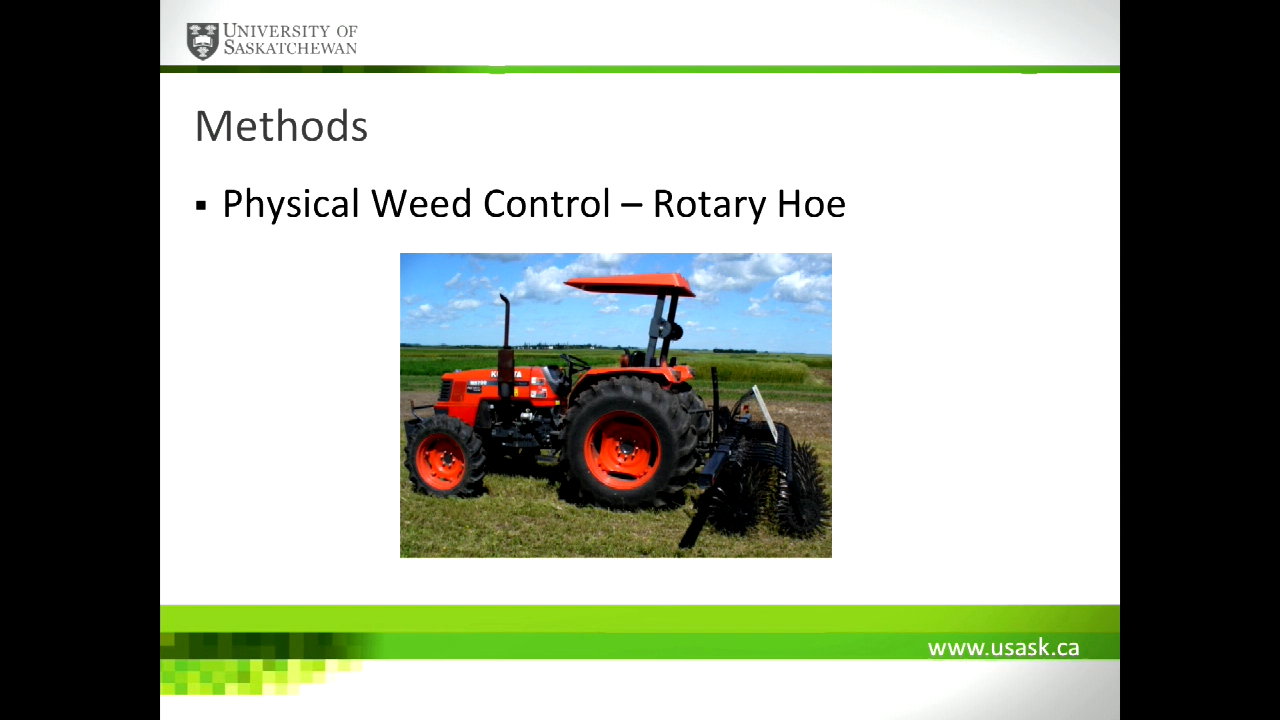 UNIVERSITY OF
SASKATCHEWAN
Methods
▪ Physical Weed Control – Rotary Hoe
www.usask.ca